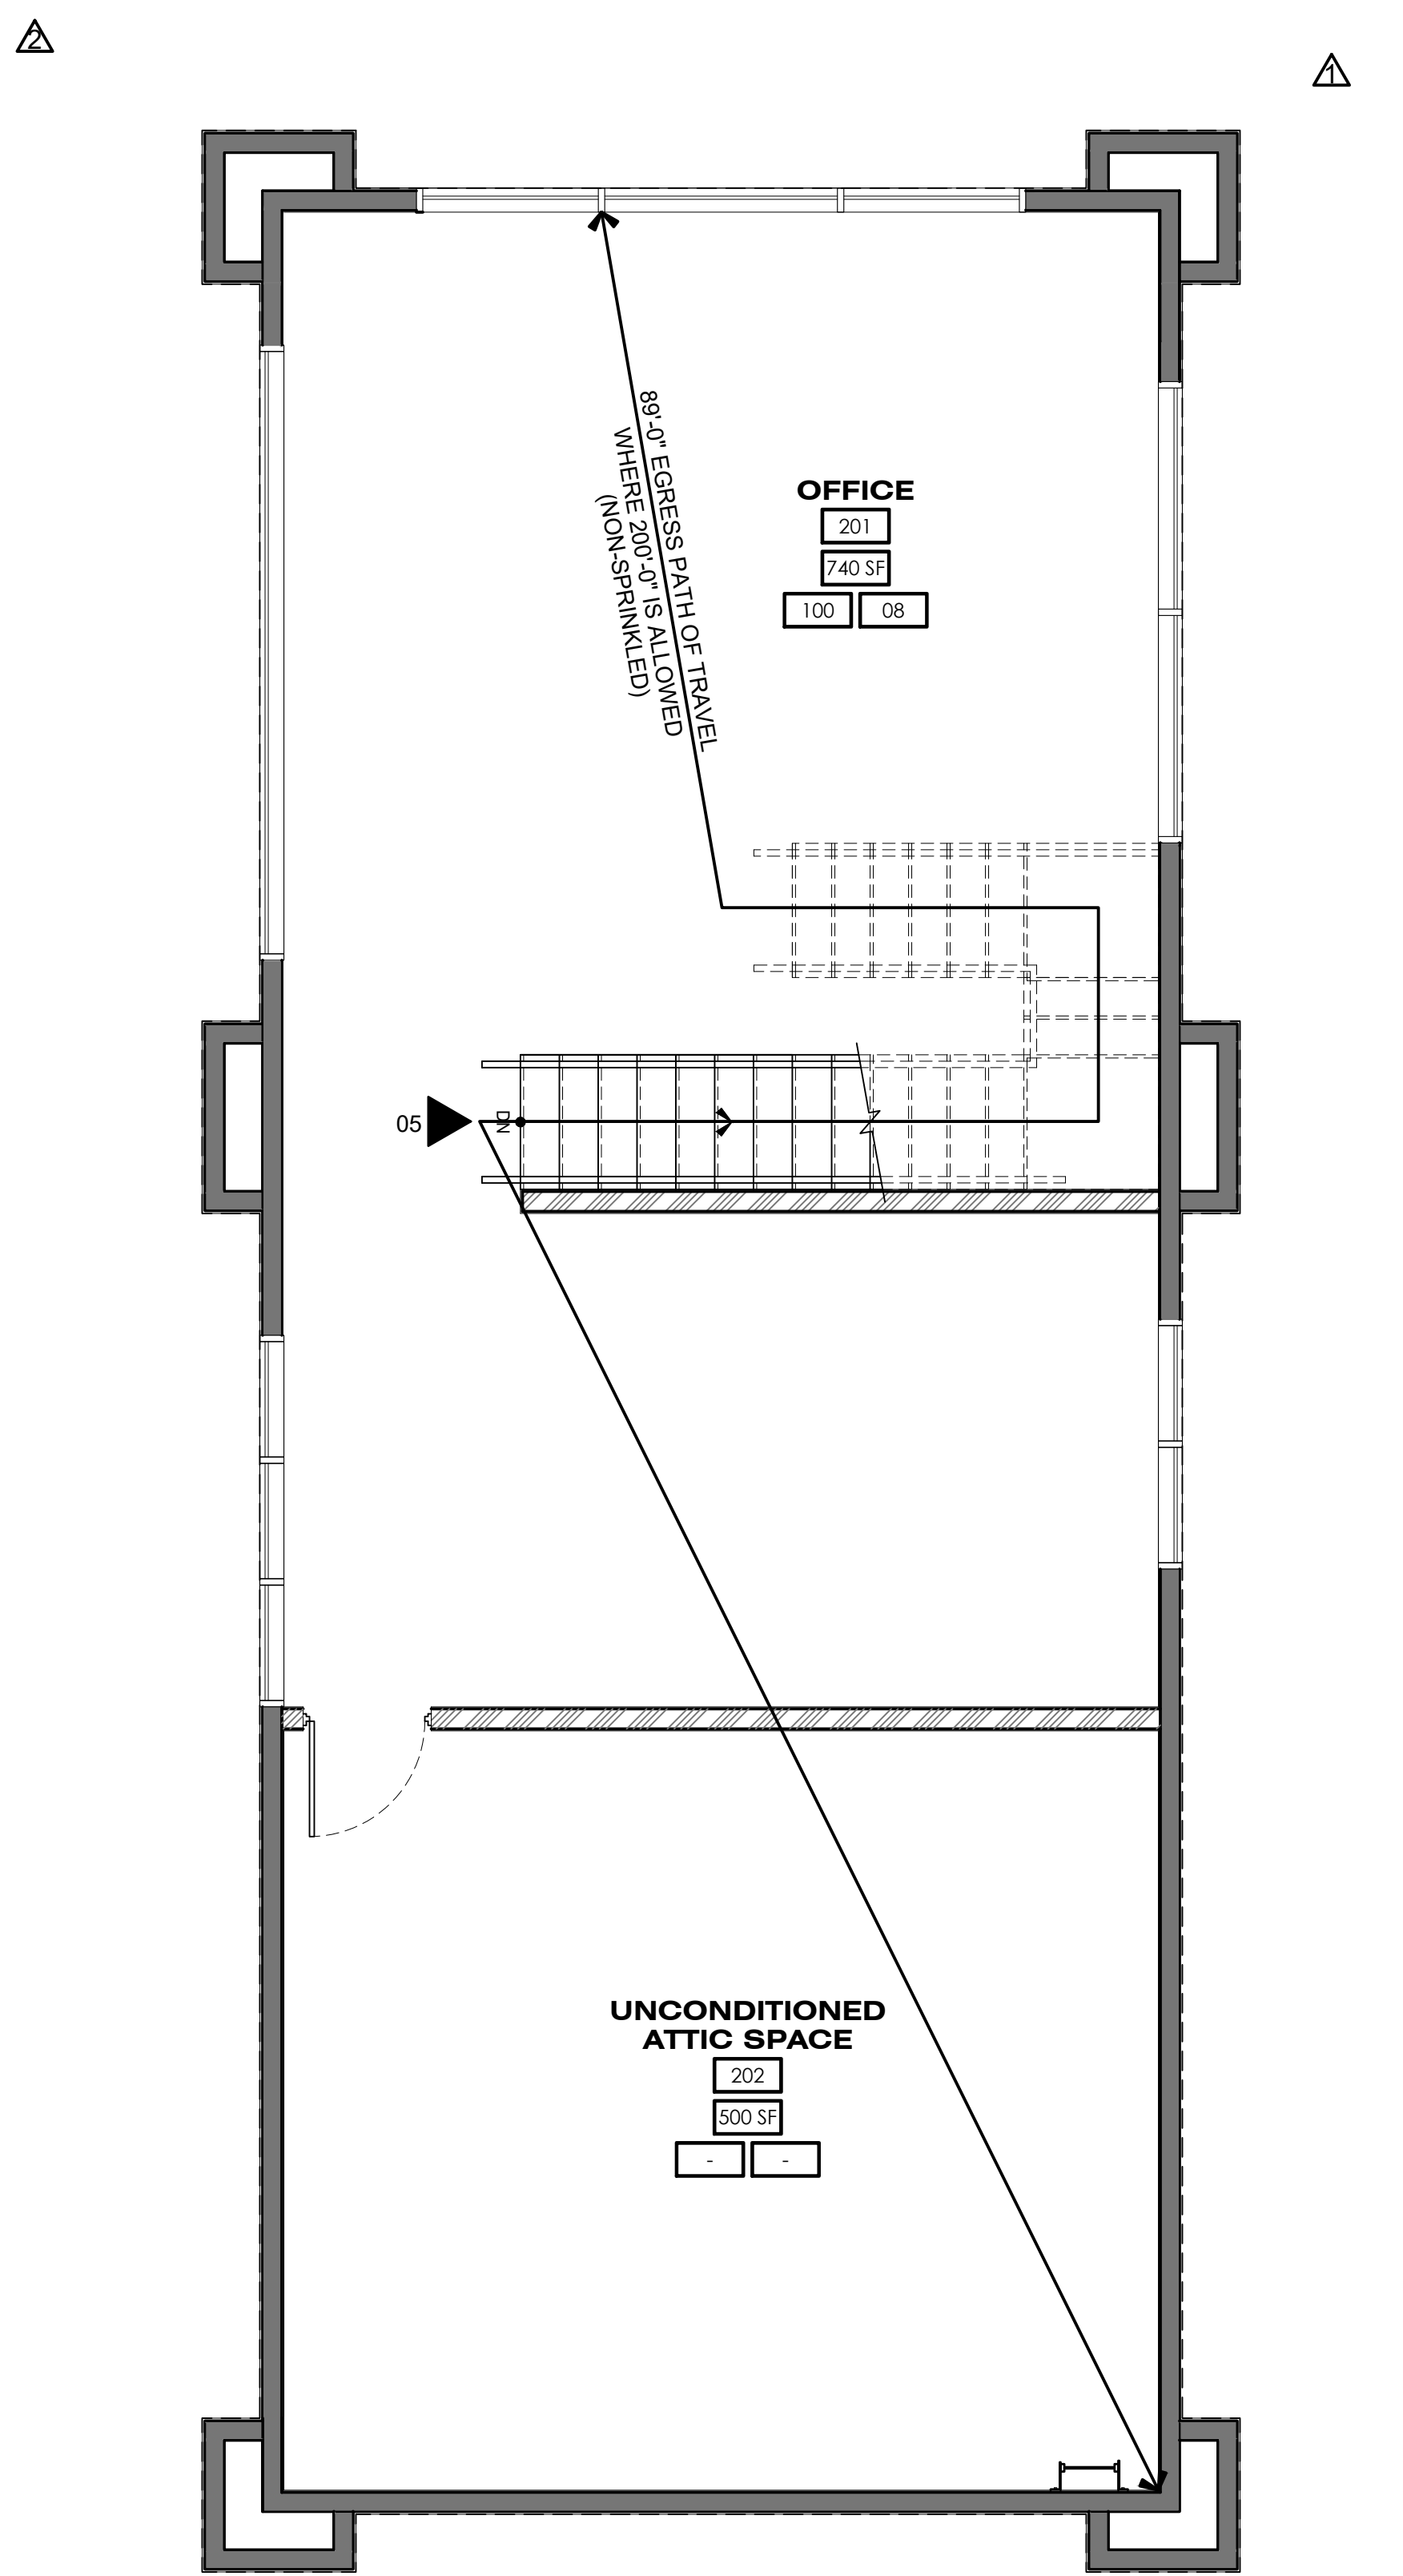 2
1
89'-0" EGRESS PATH OF TRAVEL
WHERE 200'-0" IS ALLOWED
(NON-SPRINKLED)
OFFICE
201
740 SF
100 08
05
DN
UNCONDITIONED
ATTIC SPACE
202
500 SF
- -